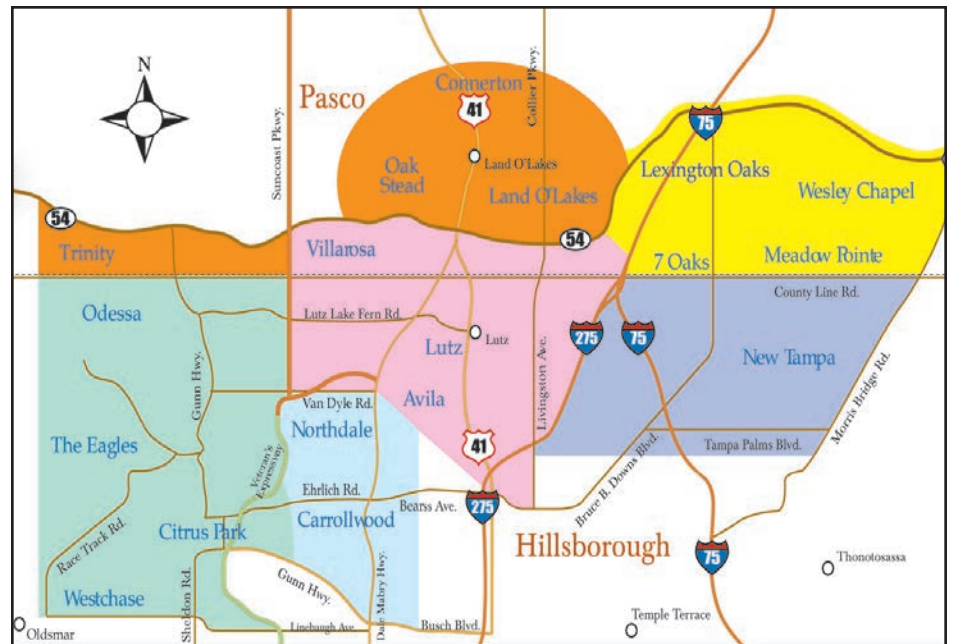 N
Pasco
Suncoast Pkwy.
Connerton
41
Collier Pkwy.
75
Oak
Stead
Land O'Lakes
Land O'Lakes
Lexington Oaks
Wesley Chapel
54
Trinity
Villarosa
54
7 Oaks
Meadow Pointe
County Line Rd.
Odessa
Lutz Lake Fern Rd.
Lutz
Lutz
275
75
New Tampa
Gunn Hwy.
Van Dyle Rd.
Avila
Livingston Ave.
Morris Bridge Rd.
Northdale
The Eagles
Veteran's
Expressway
41
Tampa Palms Blvd.
Bruce B. Downs Blvd.
Ehrlich Rd.
Bearss Ave.
275
Carrollwood
Citrus Park
Race Track Rd.
Hillsborough
75
Thonotosassa
Gunn Hwy.
Westchase
Sheldon Rd.
Dale Mabry Hwy.
Oldsmar
Linebaugh Ave.
Busch Blvd.
Temple Terrace